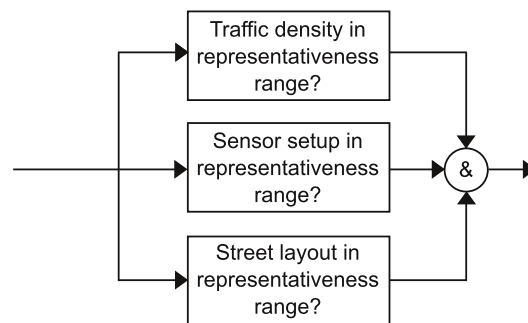 Traffic density in
representativeness
range?
Sensor setup in
representativeness
range?
&
Street layout in
representativeness
range?